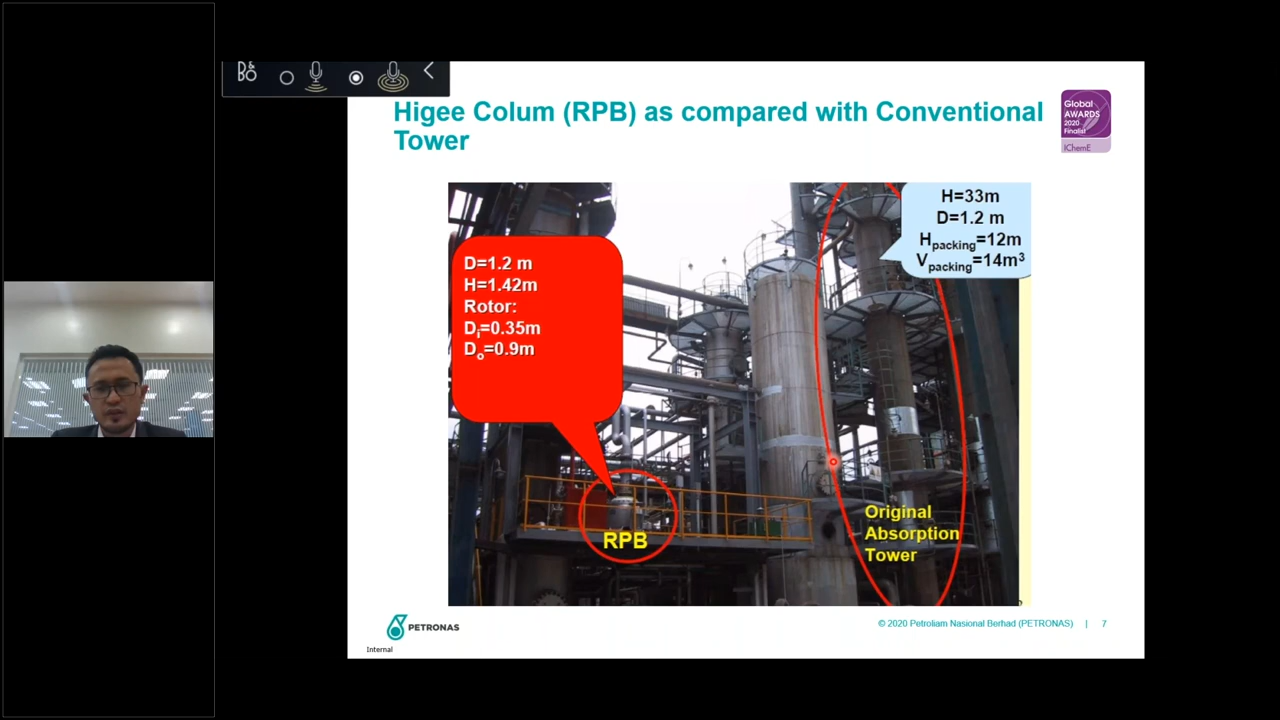 Higee Colum (RPB) as compared with Conventional
Tower
Global
AWARDS
2020
Finalist
IChemE
D=1.2 m
H=1.42m
Rotor:
Di=0.35m
Do=0.9m
H=33m
D=1.2 m
Hpacking=12m
Vpacking=14m³
RPB
Original
Absorption
Tower
PETRONAS
Internal
© 2020 Petroliam Nasional Berhad (PETRONAS) | 7